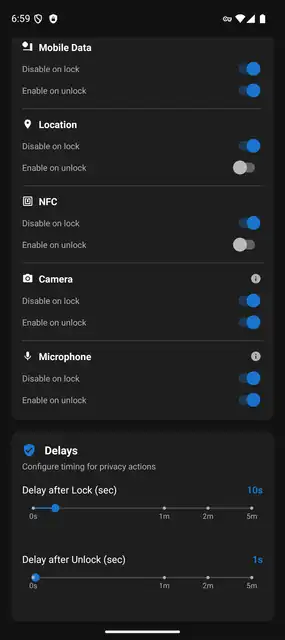 6:59
Mobile Data
Disable on lock
Enable on unlock
Location
Disable on lock
Enable on unlock
NFC
Disable on lock
Enable on unlock
Camera
Disable on lock
Enable on unlock
Microphone
Disable on lock
Enable on unlock
Delays
Configure timing for privacy actions
Delay after Lock (sec) 10s
0s 1m 2m 5m
Delay after Unlock (sec) 1s
0s 1m 2m 5m